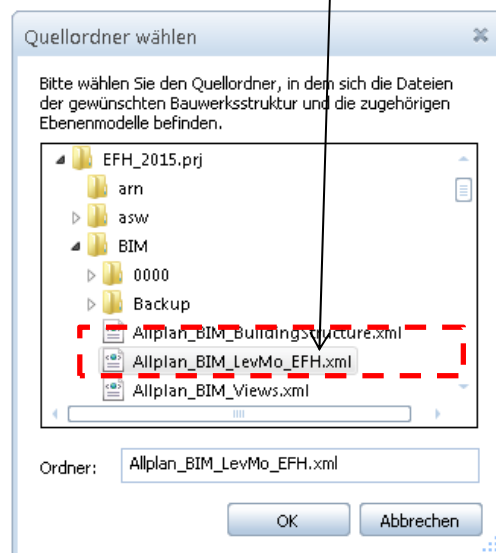 Quellordner wählen
Bitte wählen Sie den Quellordner, in dem sich die Dateien
der gewünschten Bauwerksstruktur und die zugehörigen
Ebenenmodelle befinden.
EFH_2015.prj
arn
asw
BIM
0000
Backup
Allplan_BIM_BuildingStructure.xml
Allplan_BIM_LevMo_EFH.xml
Allplan_BIM_Views.xml
Ordner: Allplan_BIM_LevMo_EFH.xml
OK Abbrechen